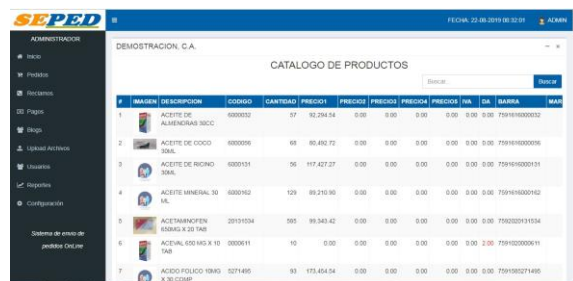 SEPED
FECHA: 22-08-2019 08:32:01 ADMIN
ADMINISTRADOR
Inicio
Pedidos
Reclamos
Pagos
Blogs
Upload Archivos
Usuarios
Reportes
Configuración
Sistema de envio de
pedidos OnLine
DEMOSTRACION, C.A.
CATALOGO DE PRODUCTOS
Buscar... Buscar
# IMAGEN DESCRIPCION CODIGO CANTIDAD PRECIO1 PRECIO2 PRECIO3 PRECIO4 PRECIO5 IVA DA BARRA MAR
1 ACEITE DE ALMENDRAS 30CC 6000032 57 92,294.54 0.00 0.00 0.00 0.00 0.00 0.00 7591616000032
2 ACEITE DE COCO 30ML 6000056 68 80,492.72 0.00 0.00 0.00 0.00 0.00 0.00 7591616000056
3 ACEITE DE RICINO 30ML 6000131 56 117,427.27 0.00 0.00 0.00 0.00 0.00 0.00 7591616000131
4 ACEITE MINERAL 30 ML 6000162 129 89,210.90 0.00 0.00 0.00 0.00 0.00 0.00 7591616000162
5 ACETAMINOFEN 650MG X 20 TAB 20131534 565 99,543.42 0.00 0.00 0.00 0.00 0.00 0.00 7592020131534
6 ACEVAL 650 MG X 10 TAB 0000611 10 0.00 0.00 0.00 0.00 0.00 0.00 2.00 7591020000611
7 ACIDO FOLICO 10MG X 30 COMP 5271495 93 173,454.54 0.00 0.00 0.00 0.00 0.00 0.00 7591585271495